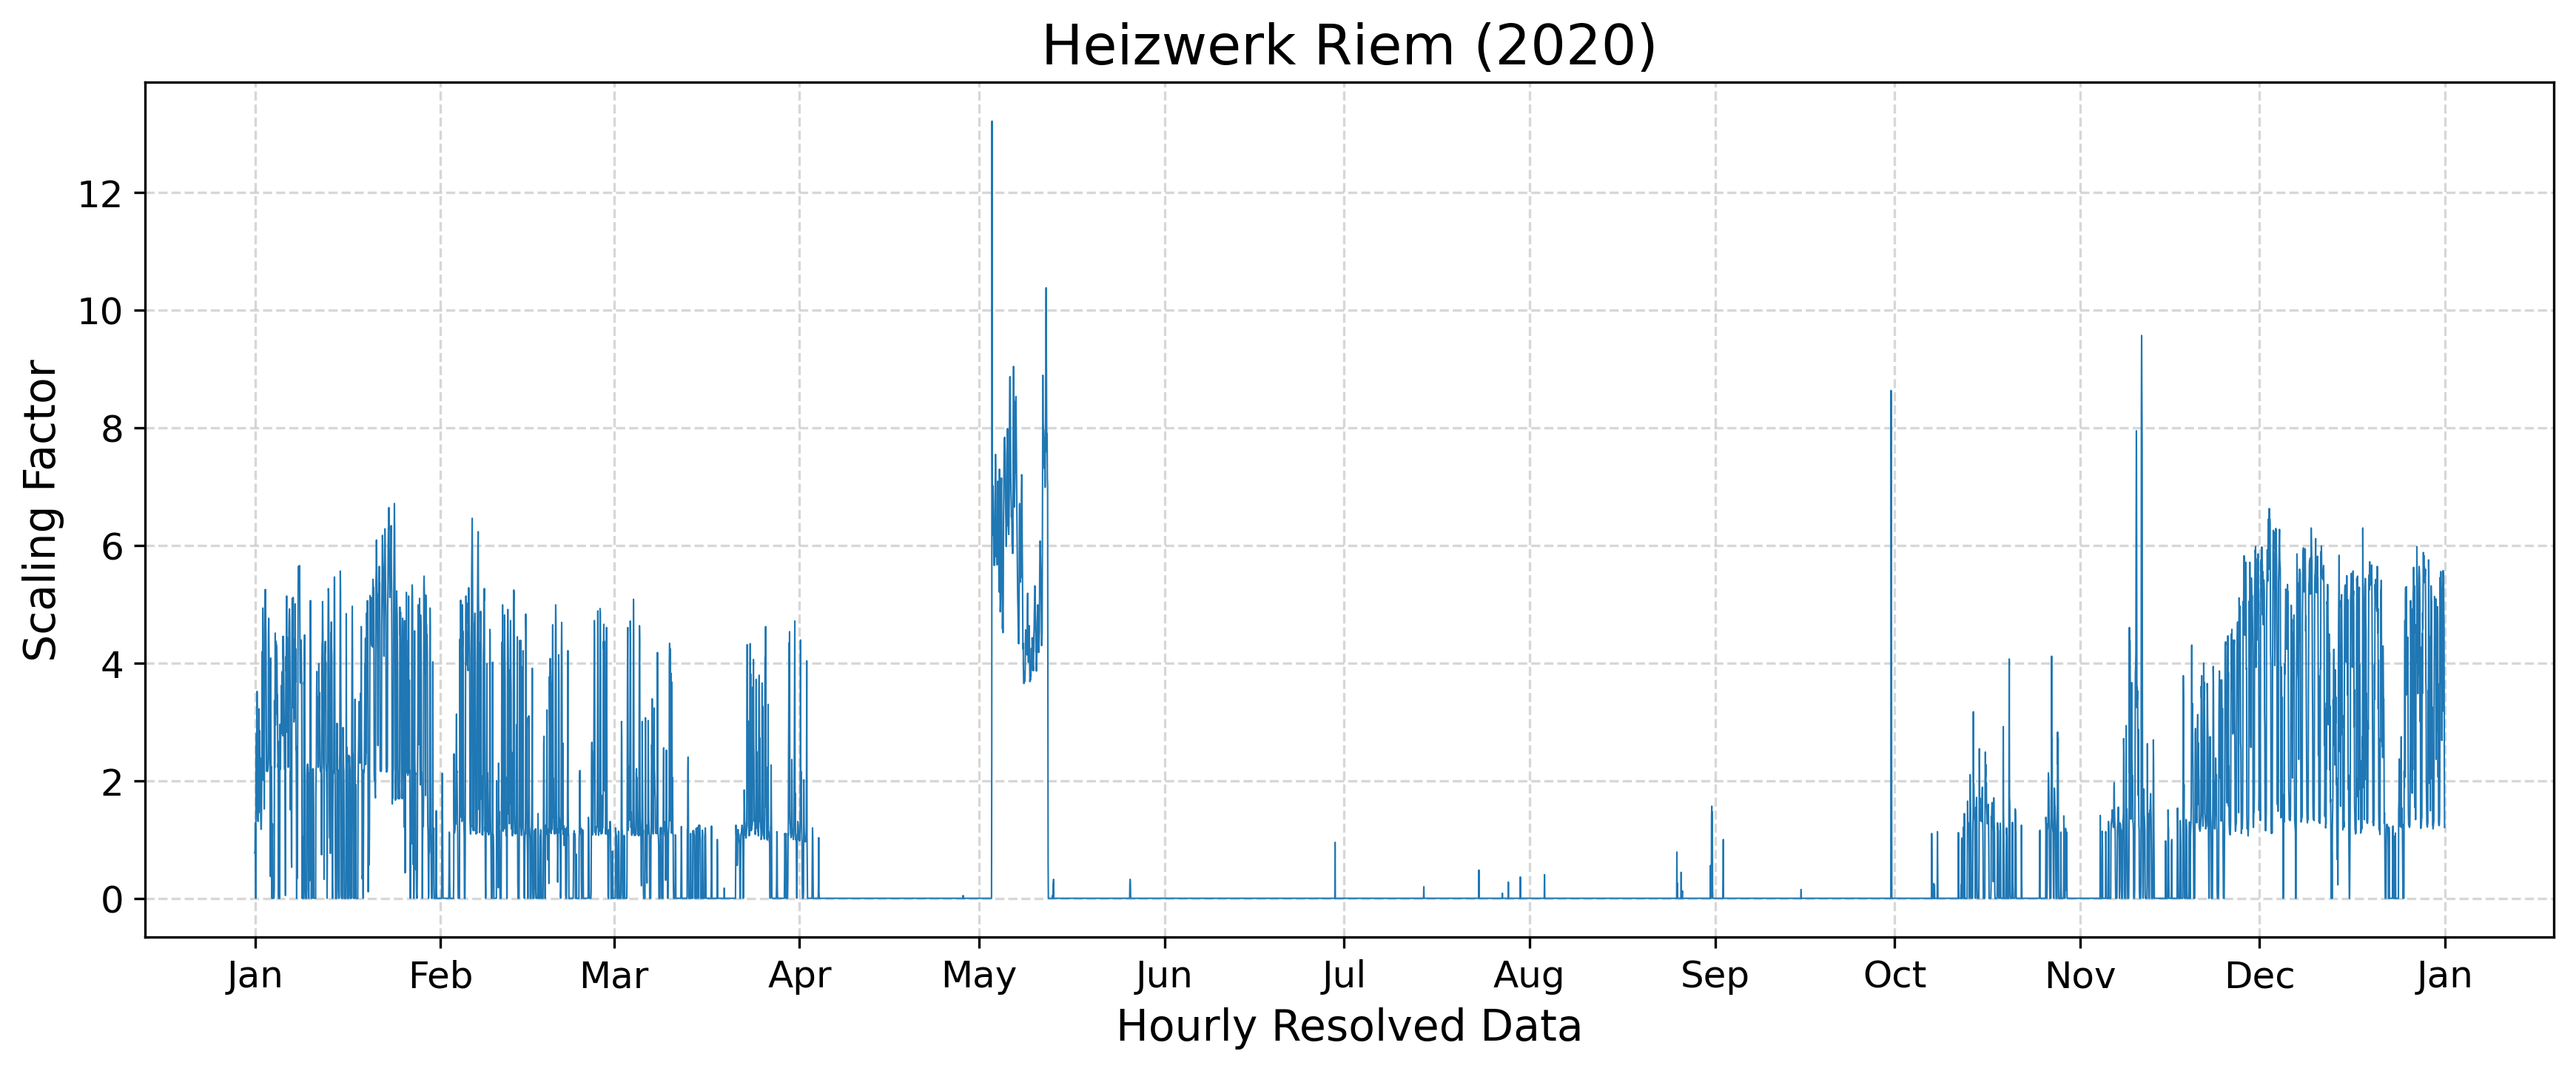 Heizwerk Riem (2020)
Scaling Factor
12
10
8
6
4
2
0
Jan Feb Mar Apr May Jun Jul Aug Sep Oct Nov Dec Jan
Hourly Resolved Data